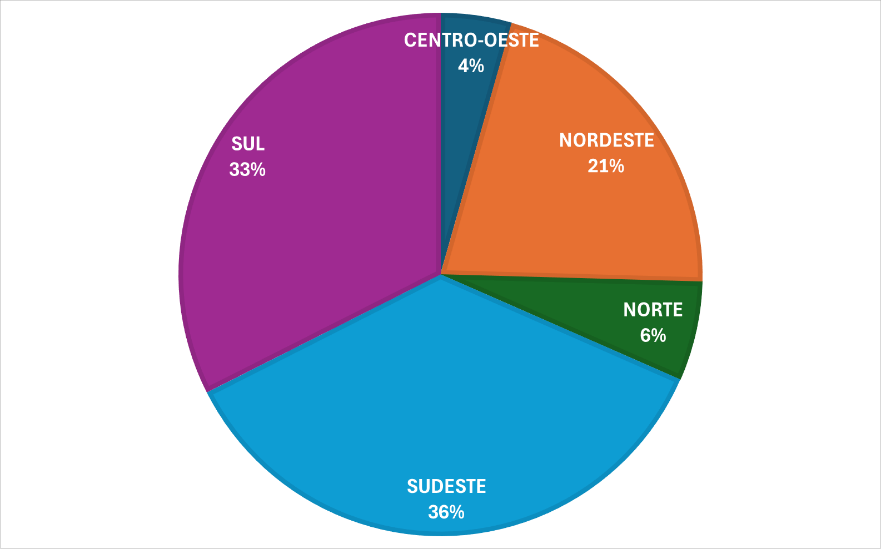 CENTRO-OESTE
4%
NORDESTE
21%
SUL
33%
NORTE
6%
SUDESTE
36%